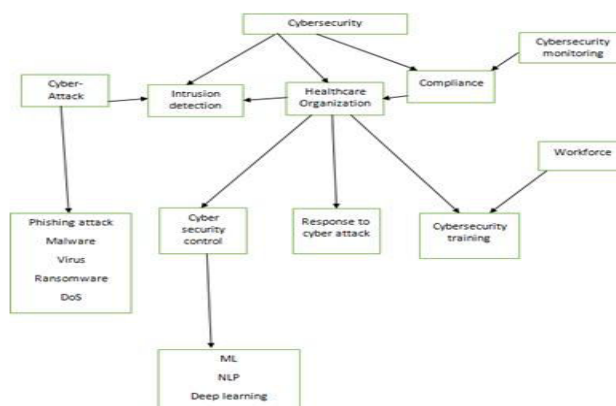 Cybersecurity
Cybersecurity
monitoring
Cyber-
Attack
Intrusion
detection
Healthcare
Organization
Compliance
Workforce
Phishing attack
Malware
Virus
Ransomware
DoS
Cyber
security
control
Response to
cyber attack
Cybersecurity
training
ML
NLP
Deep learning